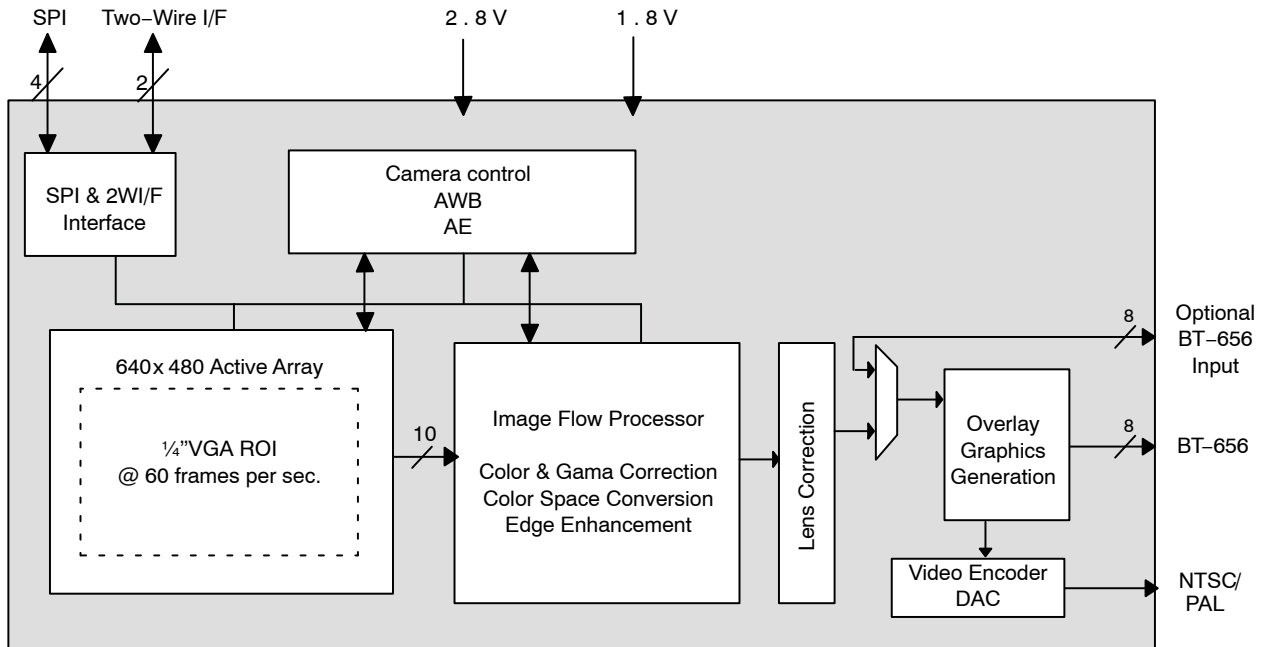 SPI
Two−Wire I/F
2 . 8 V
1 . 8 V
4
2
SPI & 2WI/F
Interface
Camera control
AWB
AE
640x 480 Active Array
¼”VGA ROI
@ 60 frames per sec.
10
Image Flow Processor
Color & Gama Correction
Color Space Conversion
Edge Enhancement
Lens Correction
8
Optional
BT−656
Input
Overlay
Graphics
Generation
8
BT−656
Video Encoder
DAC
NTSC/
PAL